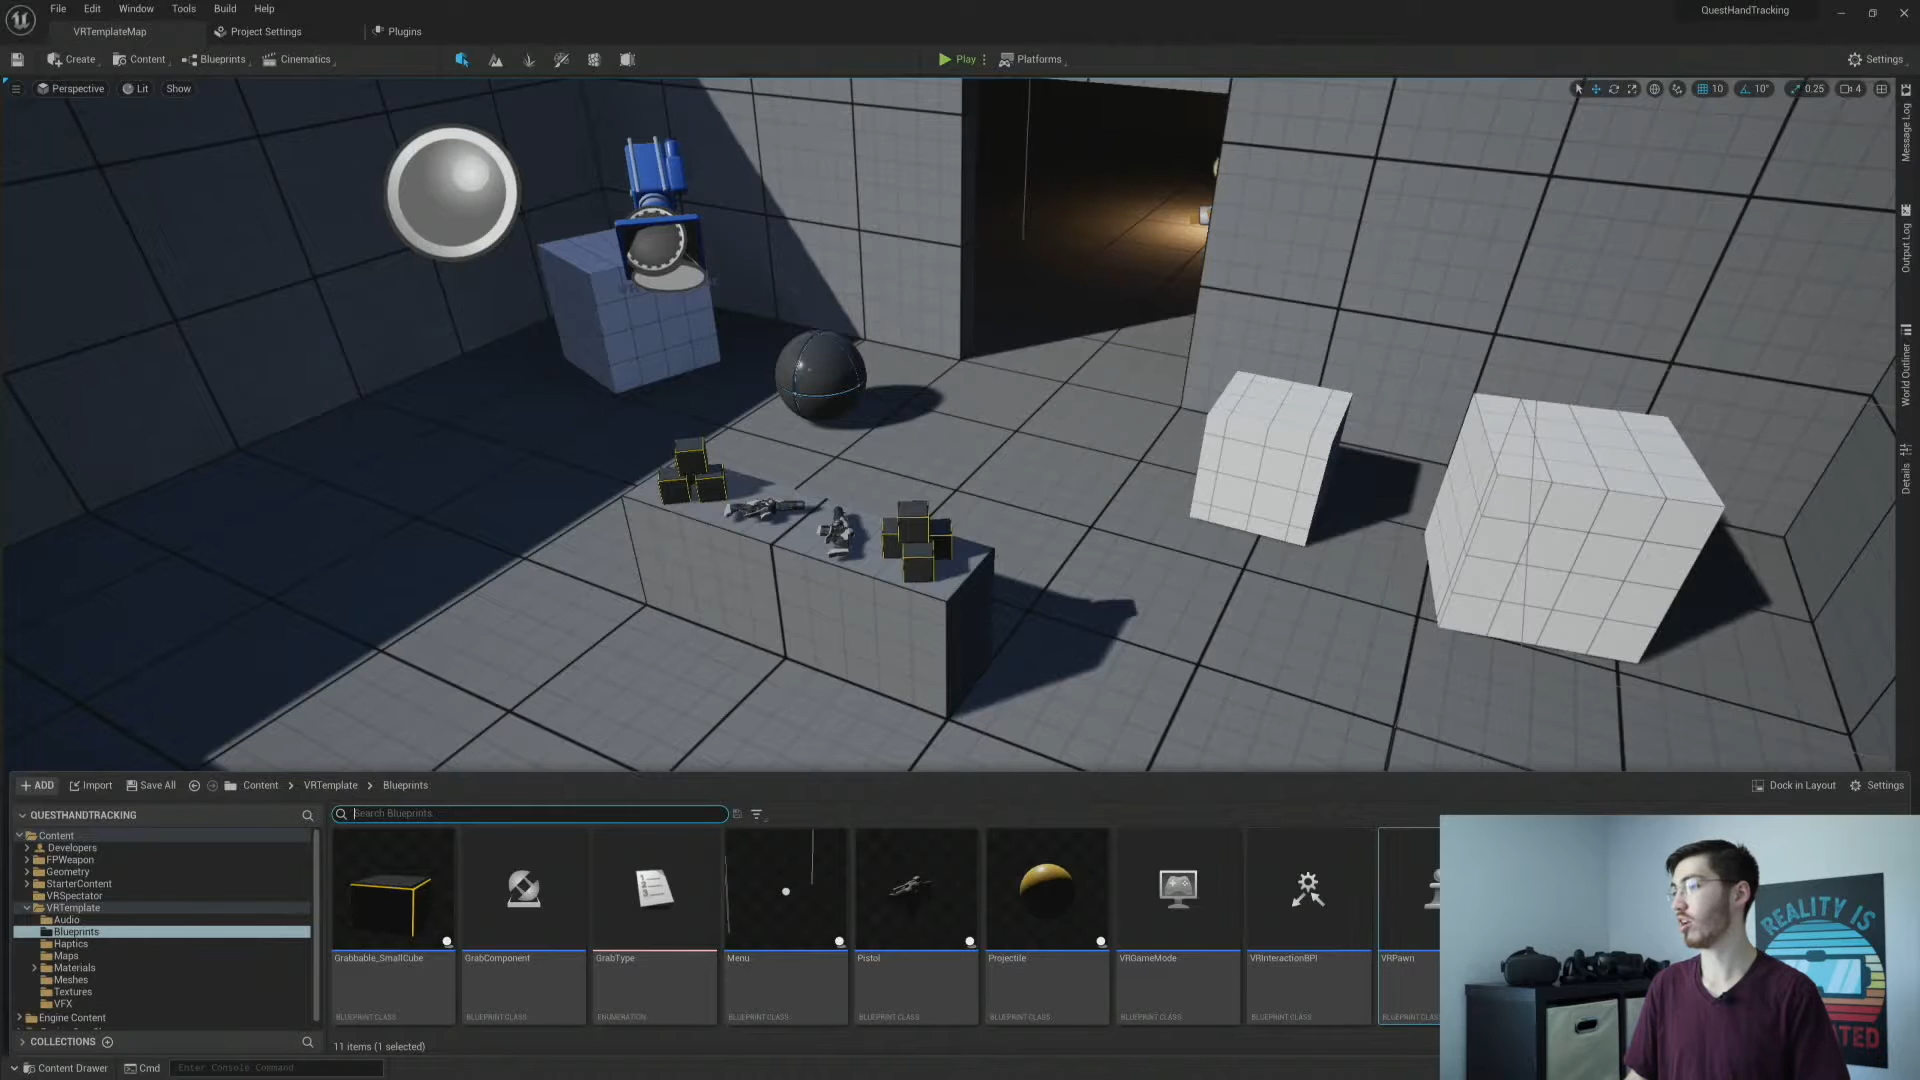 File Edit Window Tools Build Help
QuestHandTracking
VRTemplateMap Project Settings Plugins
Create Content Blueprints Cinematics Play Platforms Settings
Perspective Lit Show 10 10° 0.25 4
Message Log
Output Log
World Outliner
Details
+ ADD Import Save All Content > VRTemplate > Blueprints Dock in Layout Settings
QUESTHANDTRACKING Search Blueprints
Content
Developers
FPWeapon
Geometry
StarterContent
VRSpectator
VRTemplate
Audio
Blueprints
Haptics
Maps
Materials
Meshes
Textures
VFX
Engine Content
COLLECTIONS
Grabbable_SmallCube GrabComponent GrabType Menu Pistol Projectile VRGameMode VRInteractionBPI VRPawn
BLUEPRINT CLASS BLUEPRINT CLASS ENUMERATION BLUEPRINT CLASS BLUEPRINT CLASS BLUEPRINT CLASS BLUEPRINT CLASS BLUEPRINT CLASS BLUEPRINT CLASS
11 items (1 selected)
Content Drawer Cmd Enter Console Command
REALITY IS